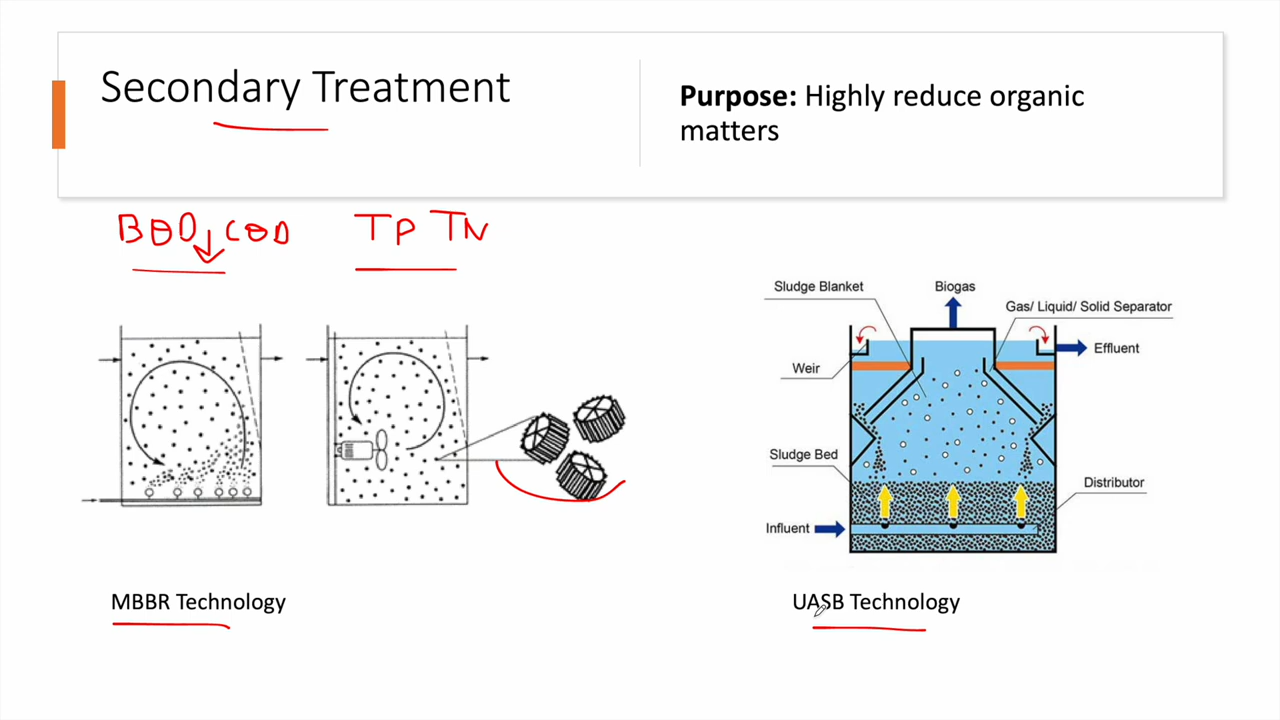 Secondary Treatment
Purpose: Highly reduce organic
matters
BOD↓ COD TP TN
Sludge Blanket
Biogas
Gas/ Liquid/ Solid Separator
Weir
Effluent
Sludge Bed
Distributor
Influent
MBBR Technology
UASB Technology